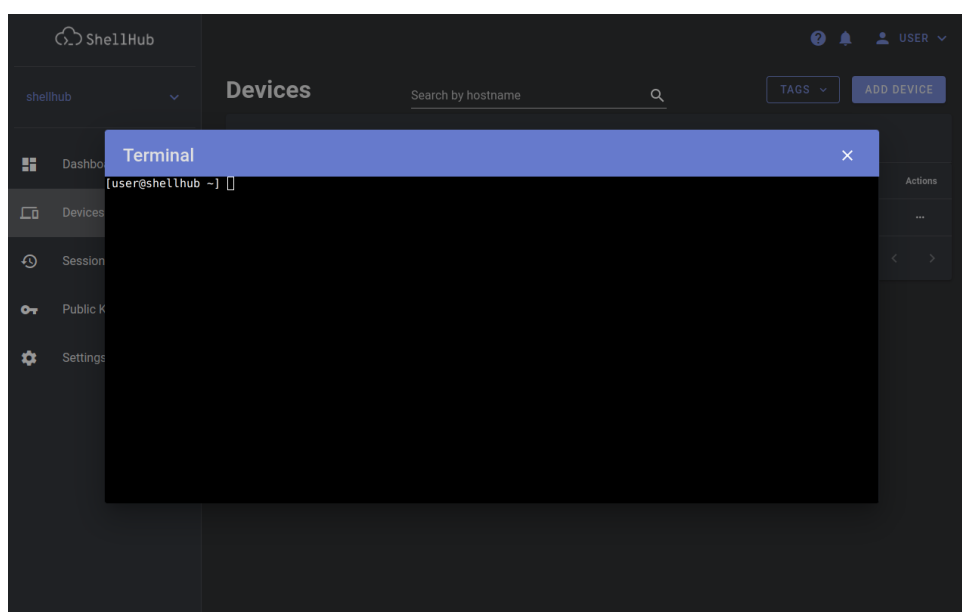 ShellHub
USER
shellhub
Devices
Search by hostname
TAGS
ADD DEVICE
Terminal
Dashbo
[user@shellhub ~]
Actions
Devices
...
Session
Public K
Settings